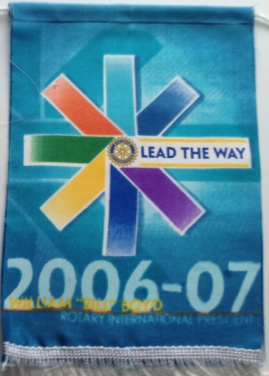 LEAD THE WAY
2006-07
WILLIAM "BILL" BOYD
ROTARY INTERNATIONAL PRESIDENT